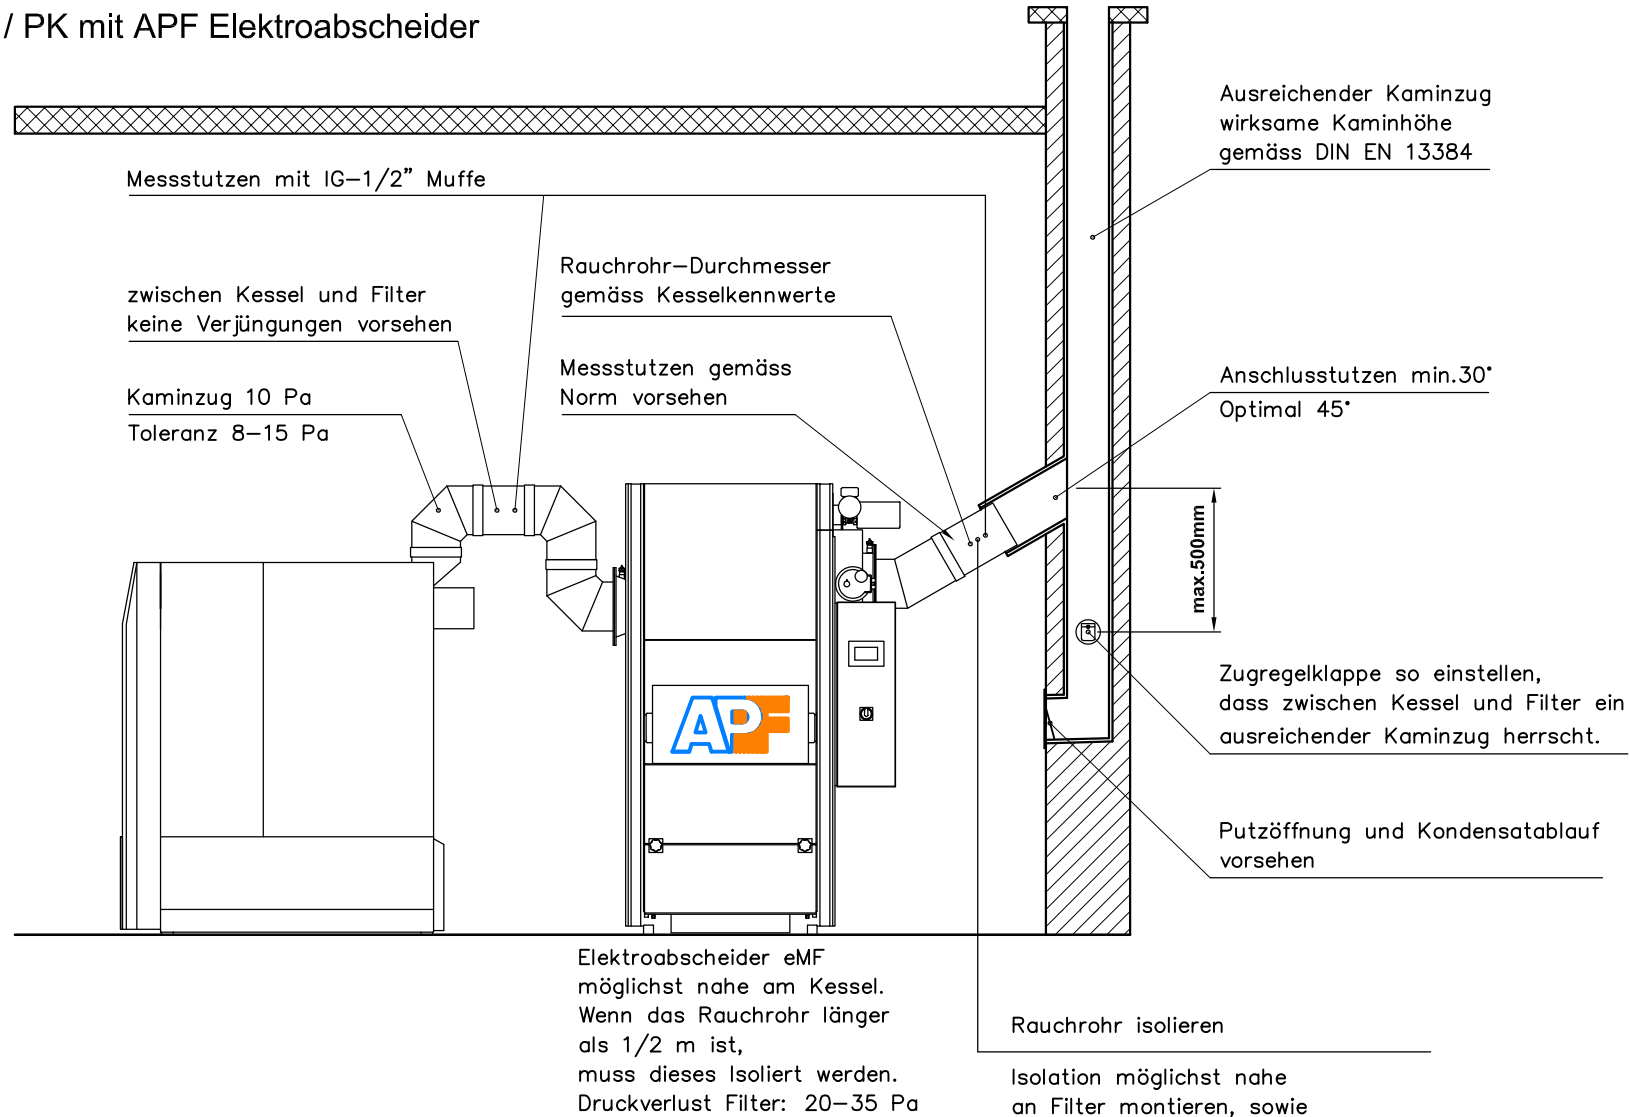 / PK mit APF Elektroabscheider
Ausreichender Kaminzug
wirksame Kaminhöhe
gemäss DIN EN 13384
Messstutzen mit IG-1/2" Muffe
Rauchrohr-Durchmesser
gemäss Kesselkennwerte
zwischen Kessel und Filter
keine Verjüngungen vorsehen
Messstutzen gemäss
Norm vorsehen
Anschlusstutzen min.30°
Optimal 45°
Kaminzug 10 Pa
Toleranz 8-15 Pa
max.500mm
Zugregelklappe so einstellen,
dass zwischen Kessel und Filter ein
ausreichender Kaminzug herrscht.
APF
Putzöffnung und Kondensatablauf
vorsehen
Elektroabscheider eMF
möglichst nahe am Kessel.
Wenn das Rauchrohr länger
als 1/2 m ist,
muss dieses Isoliert werden.
Druckverlust Filter: 20-35 Pa
Rauchrohr isolieren
Isolation möglichst nahe
an Filter montieren, sowie